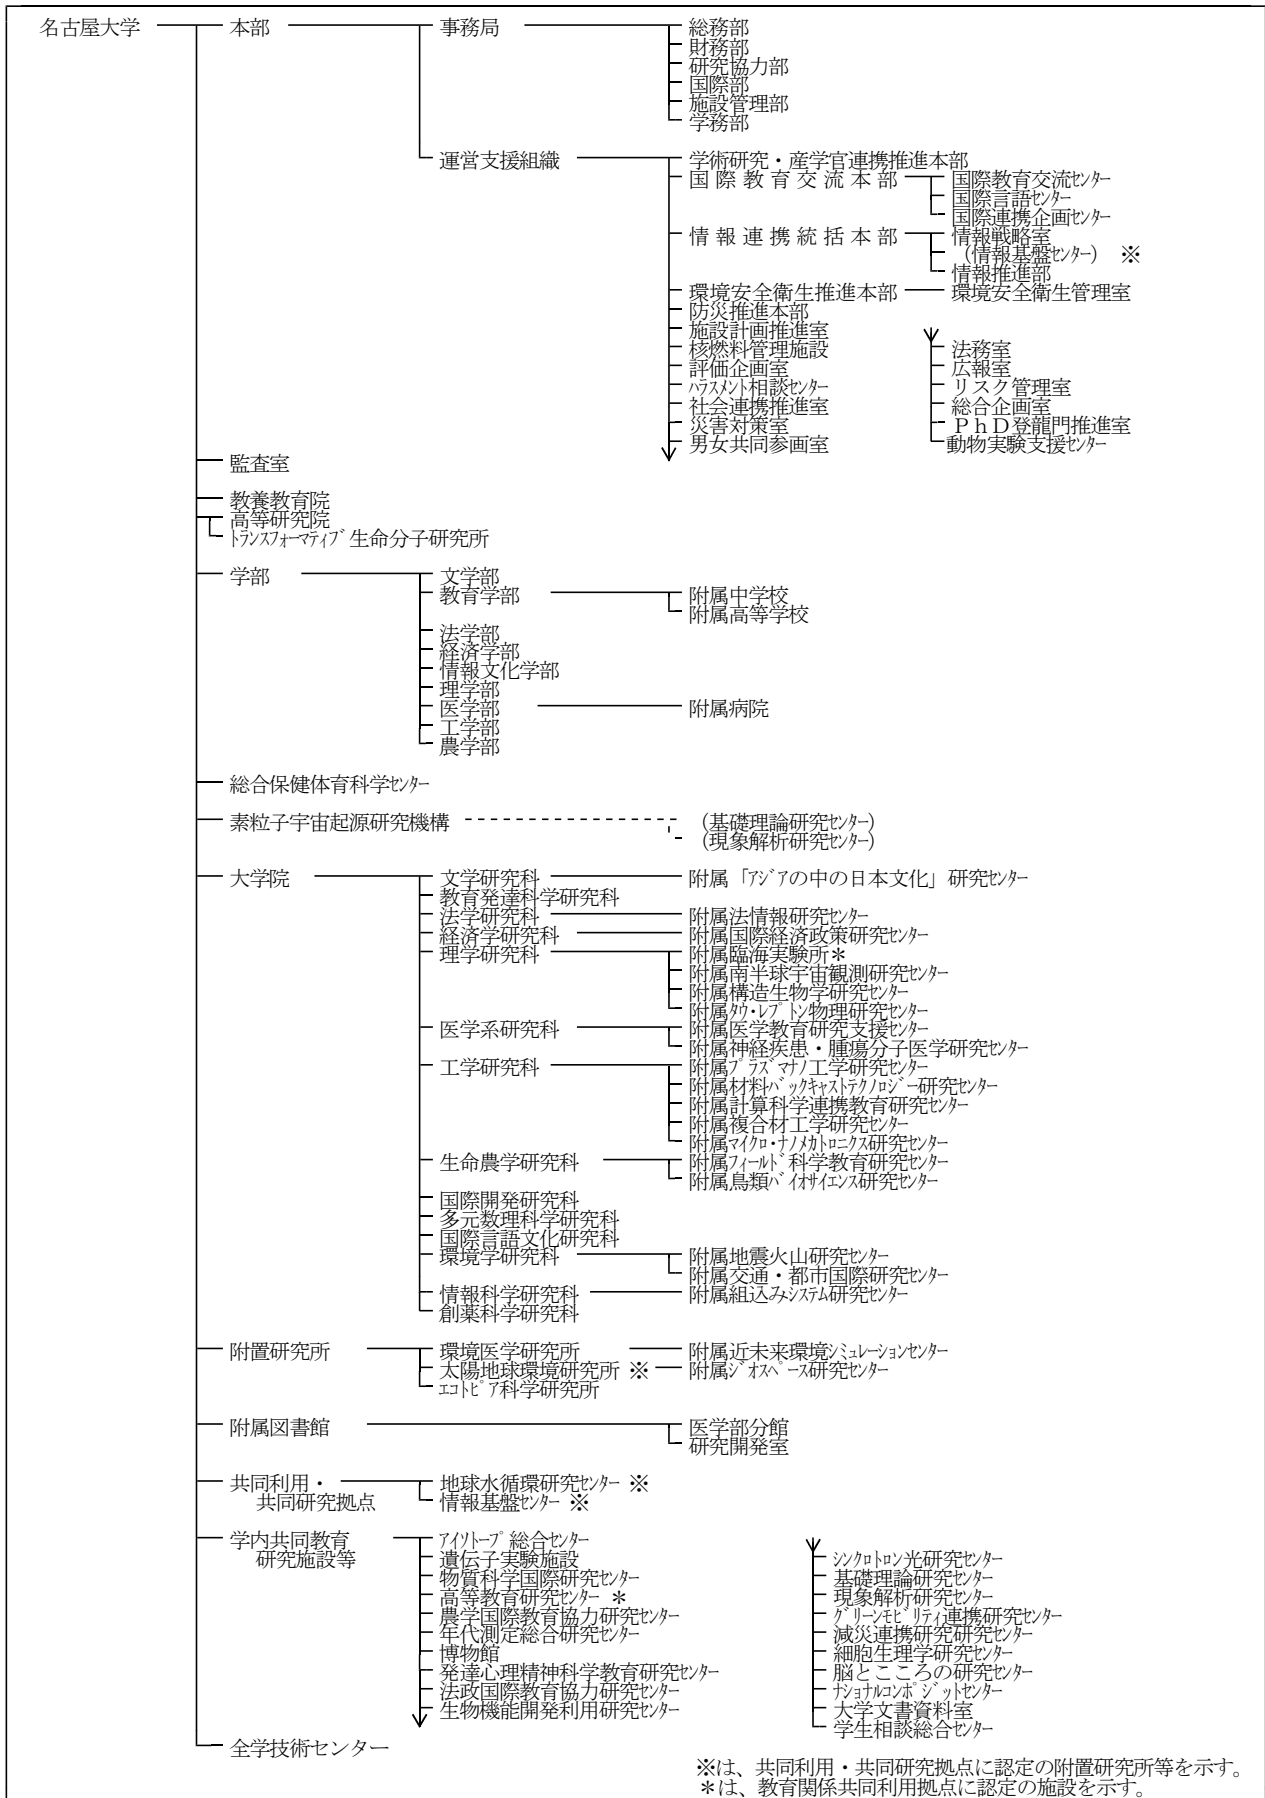 名古屋大学 本部 事務局 総務部
財務部
研究協力部
国際部
施設管理部
学務部
運営支援組織 学術研究・産学官連携推進本部
国際教育交流本部 国際教育交流センター
国際言語センター
国際連携企画センター
情報連携統括本部 情報戦略室
(情報基盤センター) ※
情報推進部
環境安全衛生推進本部 環境安全衛生管理室
防災推進本部
施設計画推進室
核燃料管理施設 法務室
評価企画室 広報室
ハラスメント相談センター リスク管理室
社会連携推進室 総合企画室
災害対策室 PhD登龍門推進室
男女共同参画室 動物実験支援センター
監査室
教養教育院
高等研究院
トランスフォーマティブ生命分子研究所
学部 文学部
教育学部 附属中学校
附属高等学校
法学部
経済学部
情報文化学部
理学部
医学部 附属病院
工学部
農学部
総合保健体育科学センター
素粒子宇宙起源研究機構 (基礎理論研究センター)
(現象解析研究センター)
大学院 文学研究科 附属「アジアの中の日本文化」研究センター
教育発達科学研究科
法学研究科 附属法情報研究センター
経済学研究科 附属国際経済政策研究センター
理学研究科 附属臨海実験所＊
附属南半球宇宙観測研究センター
附属構造生物学研究センター
附属タウ・レプトン物理研究センター
医学系研究科 附属医学教育研究支援センター
附属神経疾患・腫瘍分子医学研究センター
工学研究科 附属プラズマナノ工学研究センター
附属材料バックキャストテクノロジー研究センター
附属計算科学連携教育研究センター
附属複合材工学研究センター
附属マイクロ・ナノメカトロニクス研究センター
生命農学研究科 附属フィールド科学教育研究センター
附属鳥類バイオサイエンス研究センター
国際開発研究科
多元数理科学研究科
国際言語文化研究科
環境学研究科 附属地震火山研究センター
附属交通・都市国際研究センター
情報科学研究科 附属組込みシステム研究センター
創薬科学研究科
附置研究所 環境医学研究所 附属近未来環境シミュレーションセンター
太陽地球環境研究所 ※ 附属ジオスペース研究センター
エコトピア科学研究所
附属図書館 医学部分館
研究開発室
共同利用・ 地球水循環研究センター ※
共同研究拠点 情報基盤センター ※
学内共同教育 アイソトープ総合センター
研究施設等 遺伝子実験施設 シンクロトロン光研究センター
物質科学国際研究センター 基礎理論研究センター
高等教育研究センター ＊ 現象解析研究センター
農学国際教育協力研究センター グリーンモビリティ連携研究センター
年代測定総合研究センター 減災連携研究研究センター
博物館 細胞生理学研究センター
発達心理精神科学教育研究センター 脳とこころの研究センター
法政国際教育協力研究センター ナショナルコンポジットセンター
生物機能開発利用研究センター 大学文書資料室
学生相談総合センター
全学技術センター
※は、共同利用・共同研究拠点に認定の附置研究所等を示す。
＊は、教育関係共同利用拠点に認定の施設を示す。